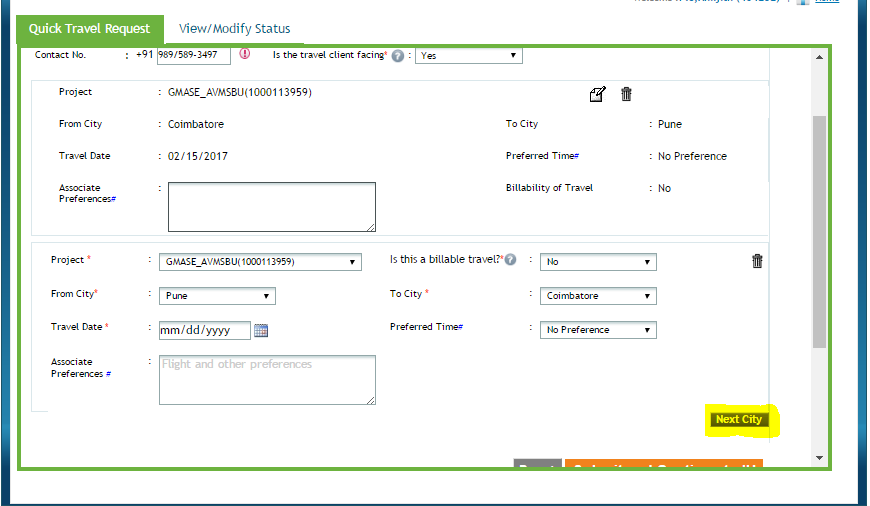 Home
Quick Travel Request View/Modify Status
Contact No. : +91 989/589-3497 Is the travel client facing* ? : Yes
Project : GMASE_AVMSBU(1000113959)
From City : Coimbatore To City : Pune
Travel Date : 02/15/2017 Preferred Time# : No Preference
Associate Preferences# : Billability of Travel : No
Project * : GMASE_AVMSBU(1000113959) Is this a billable travel?* ? : No
From City* : Pune To City * : Coimbatore
Travel Date * : mm/dd/yyyy Preferred Time# : No Preference
Associate Preferences # : Flight and other preferences
Next City